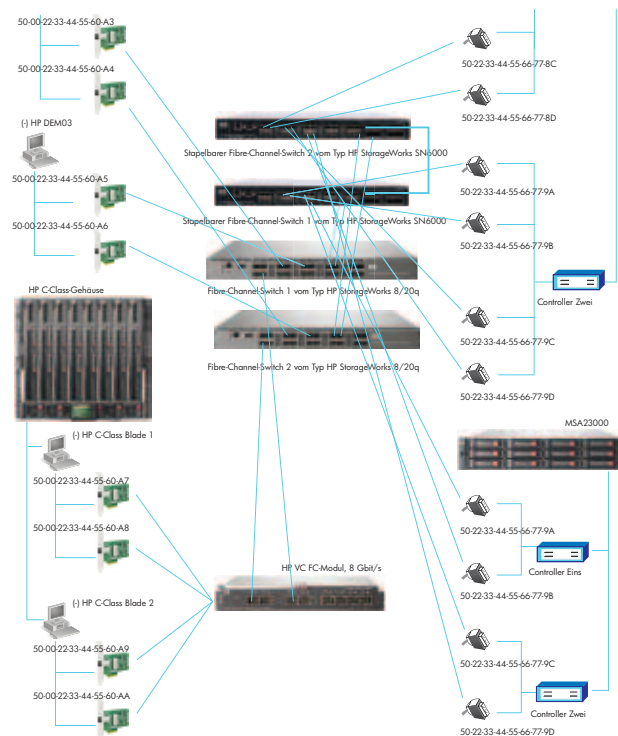 50-00-22-33-44-55-60-A3
50-00-22-33-44-55-60-A4
(-) HP DEM03
50-00-22-33-44-55-60-A5
50-00-22-33-44-55-60-A6
HP C-Class-Gehäuse
(-) HP C-Class Blade 1
50-00-22-33-44-55-60-A7
50-00-22-33-44-55-60-A8
(-) HP C-Class Blade 2
50-00-22-33-44-55-60-A9
50-00-22-33-44-55-60-AA
Stapelbarer Fibre-Channel-Switch 2 vom Typ HP StorageWorks SN6000
Stapelbarer Fibre-Channel-Switch 1 vom Typ HP StorageWorks SN6000
Fibre-Channel-Switch 1 vom Typ HP StorageWorks 8/20q
Fibre-Channel-Switch 2 vom Typ HP StorageWorks 8/20q
HP VC FC-Modul, 8 Gbit/s
50-22-33-44-55-66-77-8C
50-22-33-44-55-66-77-8D
50-22-33-44-55-66-77-9A
50-22-33-44-55-66-77-9B
Controller Zwei
50-22-33-44-55-66-77-9C
50-22-33-44-55-66-77-9D
MSA23000
50-22-33-44-55-66-77-9A
Controller Eins
50-22-33-44-55-66-77-9B
50-22-33-44-55-66-77-9C
Controller Zwei
50-22-33-44-55-66-77-9D